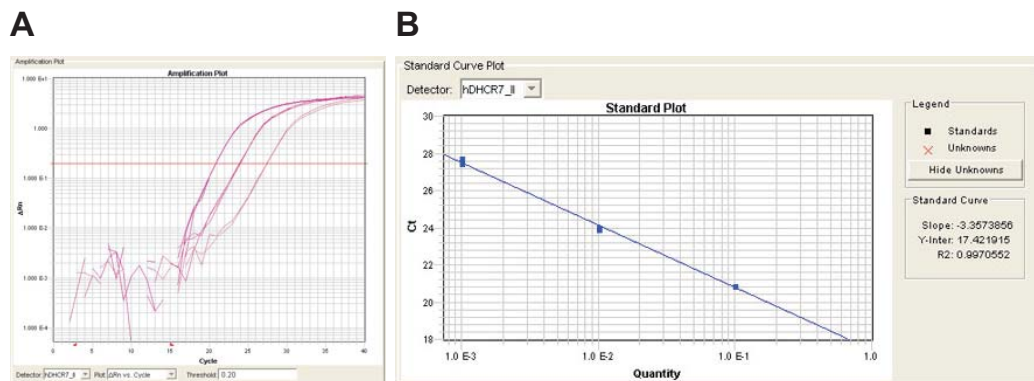 A
B
Amplification Plot
Amplification Plot
1.000 E+1
1.000
1.000 E-1
1.000 E-2
1.000 E-3
1.000 E-4
ΔRn
0 5 10 15 20 25 30 35 40
Cycle
Detector: hDHCR7_II Plot: ΔRn vs. Cycle Threshold: 0.20
Standard Curve Plot
Detector: hDHCR7_II
Standard Plot
30
28
26
24
22
20
18
Ct
1.0 E-3 1.0 E-2 1.0 E-1 1.0
Quantity
Legend
Standards
Unknowns
Hide Unknowns
Standard Curve
Slope: -3.3573856
Y-Inter: 17.421915
R2: 0.9970552